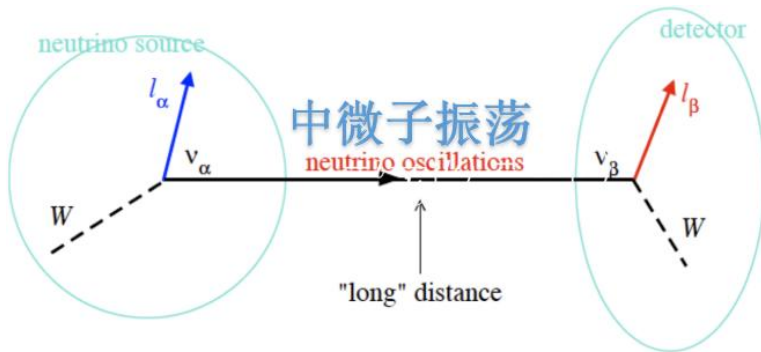 neutrino source
detector
lα
lβ
中微子振荡
να
neutrino oscillations
νβ
W
W
"long" distance